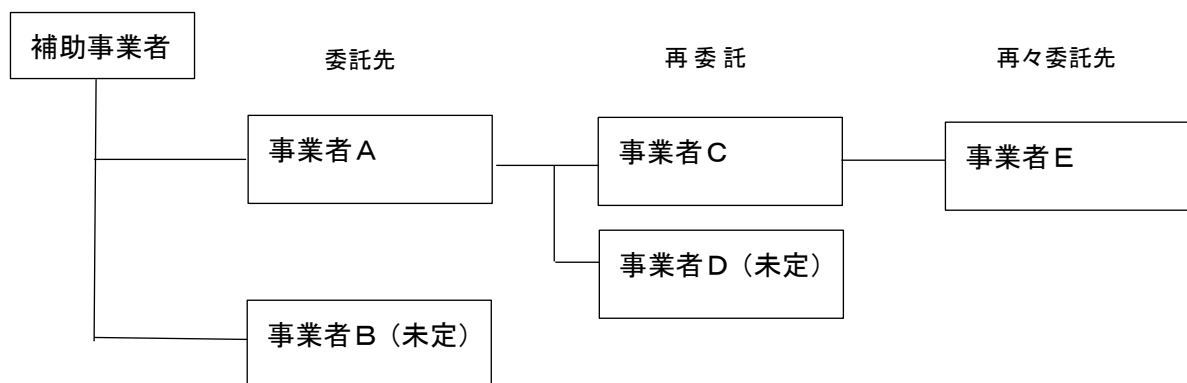 補助事業者
委託先
再委託
再々委託先
事業者A
事業者C
事業者E
事業者D（未定）
事業者B（未定）